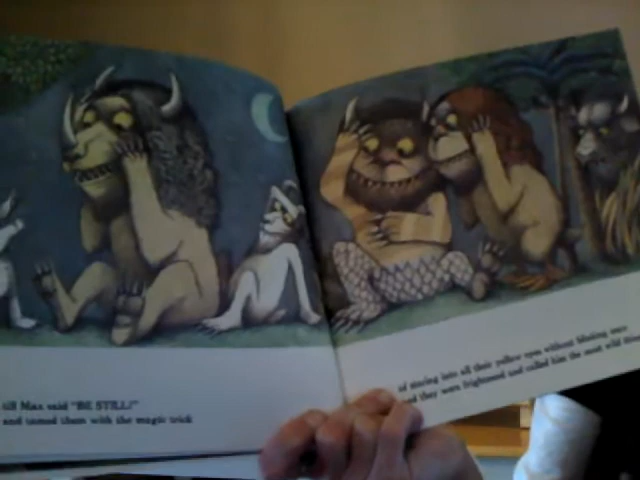 till Max said "BE STILL!"
and tamed them with the magic trick
of staring into all their yellow eyes without blinking once
and they were frightened and called him the most wild thing